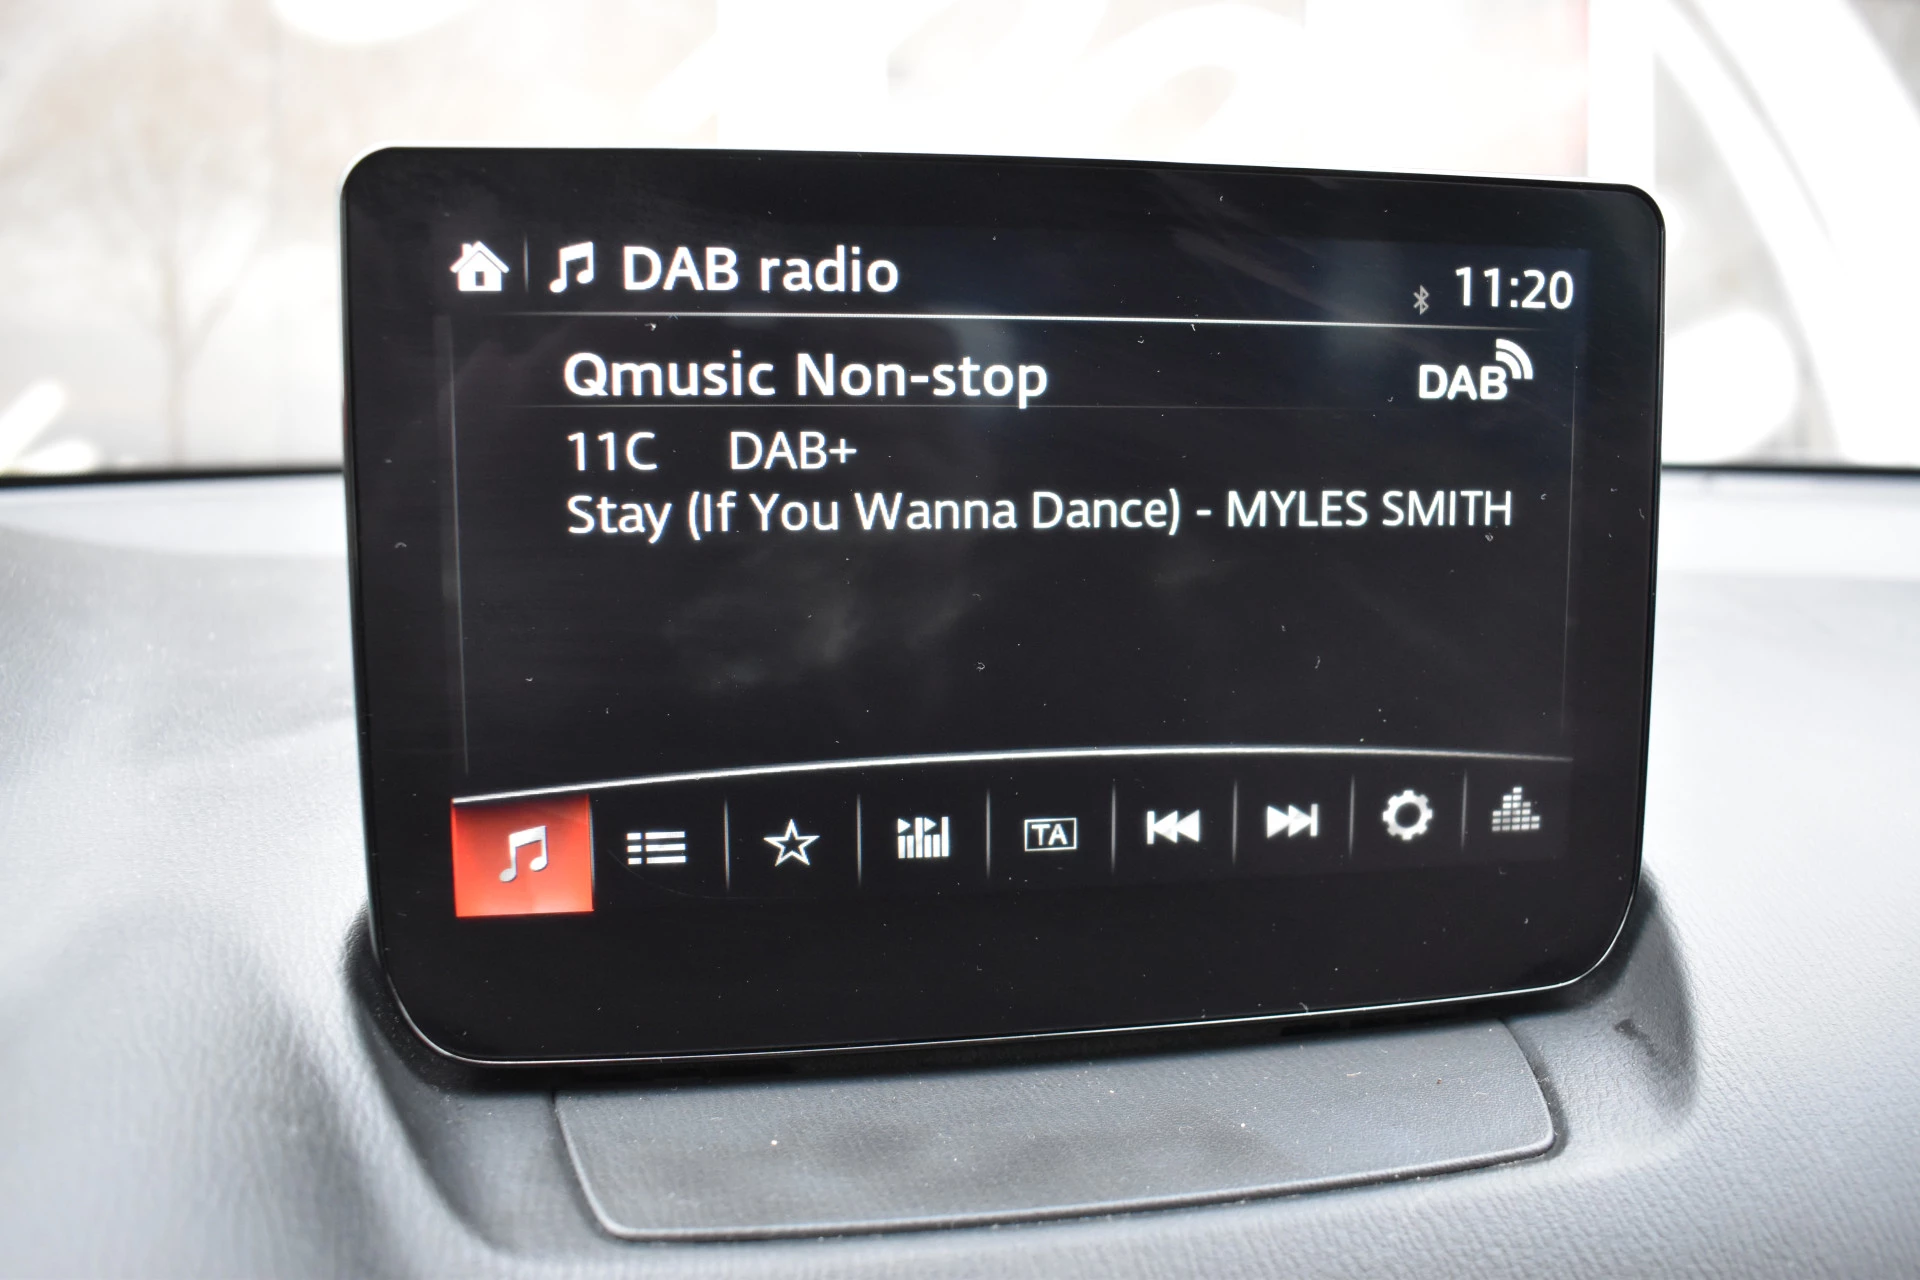 DAB radio
11:20
Qmusic Non-stop
DAB
11C DAB+
Stay (If You Wanna Dance) - MYLES SMITH
TA